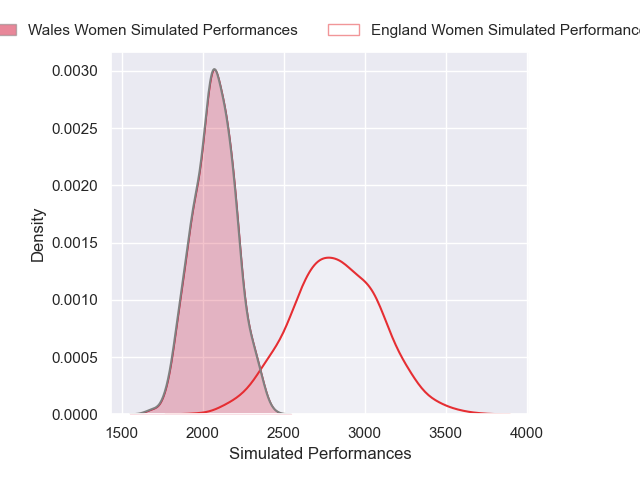 Wales Women Simulated Performances
England Women Simulated Performanc
0.0030
0.0025
0.0020
0.0015
0.0010
0.0005
0.0000
Density
1500 2000 2500 3000 3500 4000
Simulated Performances